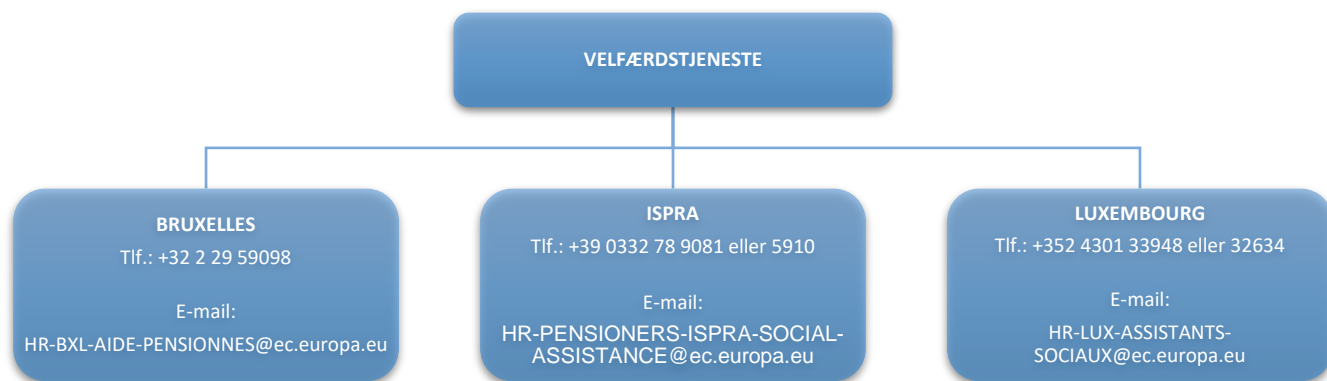 VELFÆRDSTJENESTE
BRUXELLES
Tlf.: +32 2 29 59098
E-mail:
HR-BXL-AIDE-PENSIONNES@ec.europa.eu
ISPRA
Tlf.: +39 0332 78 9081 eller 5910
E-mail:
HR-PENSIONERS-ISPRA-SOCIAL-
ASSISTANCE@ec.europa.eu
LUXEMBOURG
Tlf.: +352 4301 33948 eller 32634
E-mail:
HR-LUX-ASSISTANTS-
SOCIAUX@ec.europa.eu